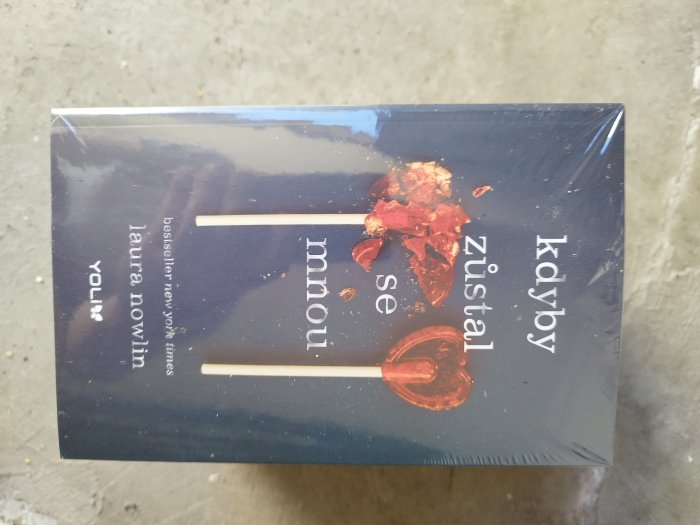 kdyby
zůstal
se
mnou
bestseller new york times
laura nowlin
YOLi